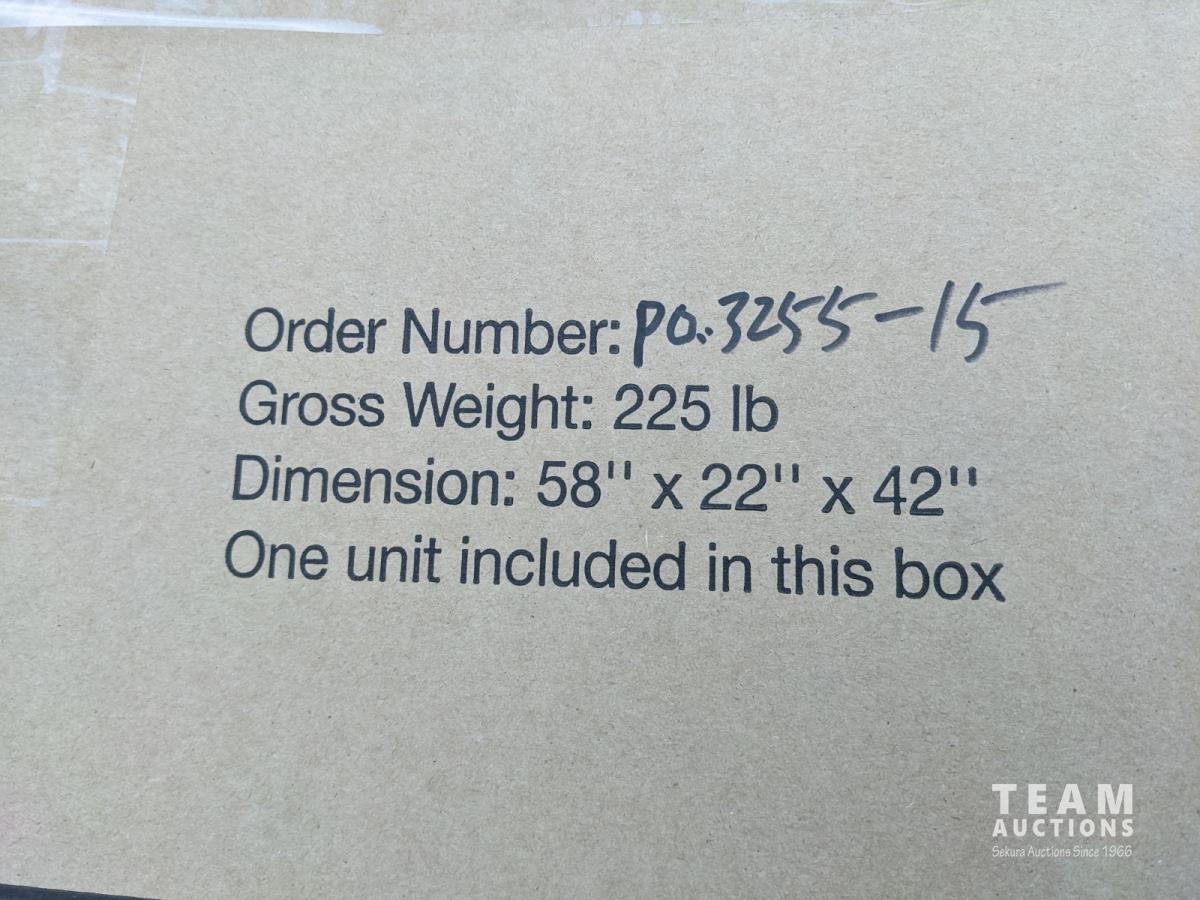 Order Number: PO.3255-15
Gross Weight: 225 lb
Dimension: 58" x 22" x 42"
One unit included in this box
TEAM
AUCTIONS
Sekura Auctions Since 1966